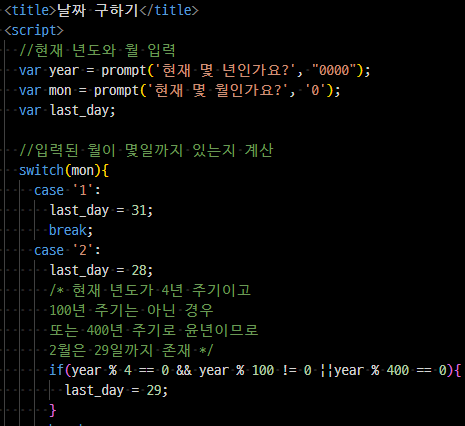 <title>날짜 구하기</title>
<script>
//현재 년도와 월 입력
var year = prompt('현재 몇 년인가요?', "0000");
var mon = prompt('현재 몇 월인가요?', '0');
var last_day;
//입력된 월이 몇일까지 있는지 계산
switch(mon){
case '1':
last_day = 31;
break;
case '2':
last_day = 28;
/* 현재 년도가 4년 주기이고
100년 주기는 아닌 경우
또는 400년 주기로 윤년이므로
2월은 29일까지 존재 */
if(year % 4 == 0 && year % 100 != 0 ||year % 400 == 0){
last_day = 29;
}